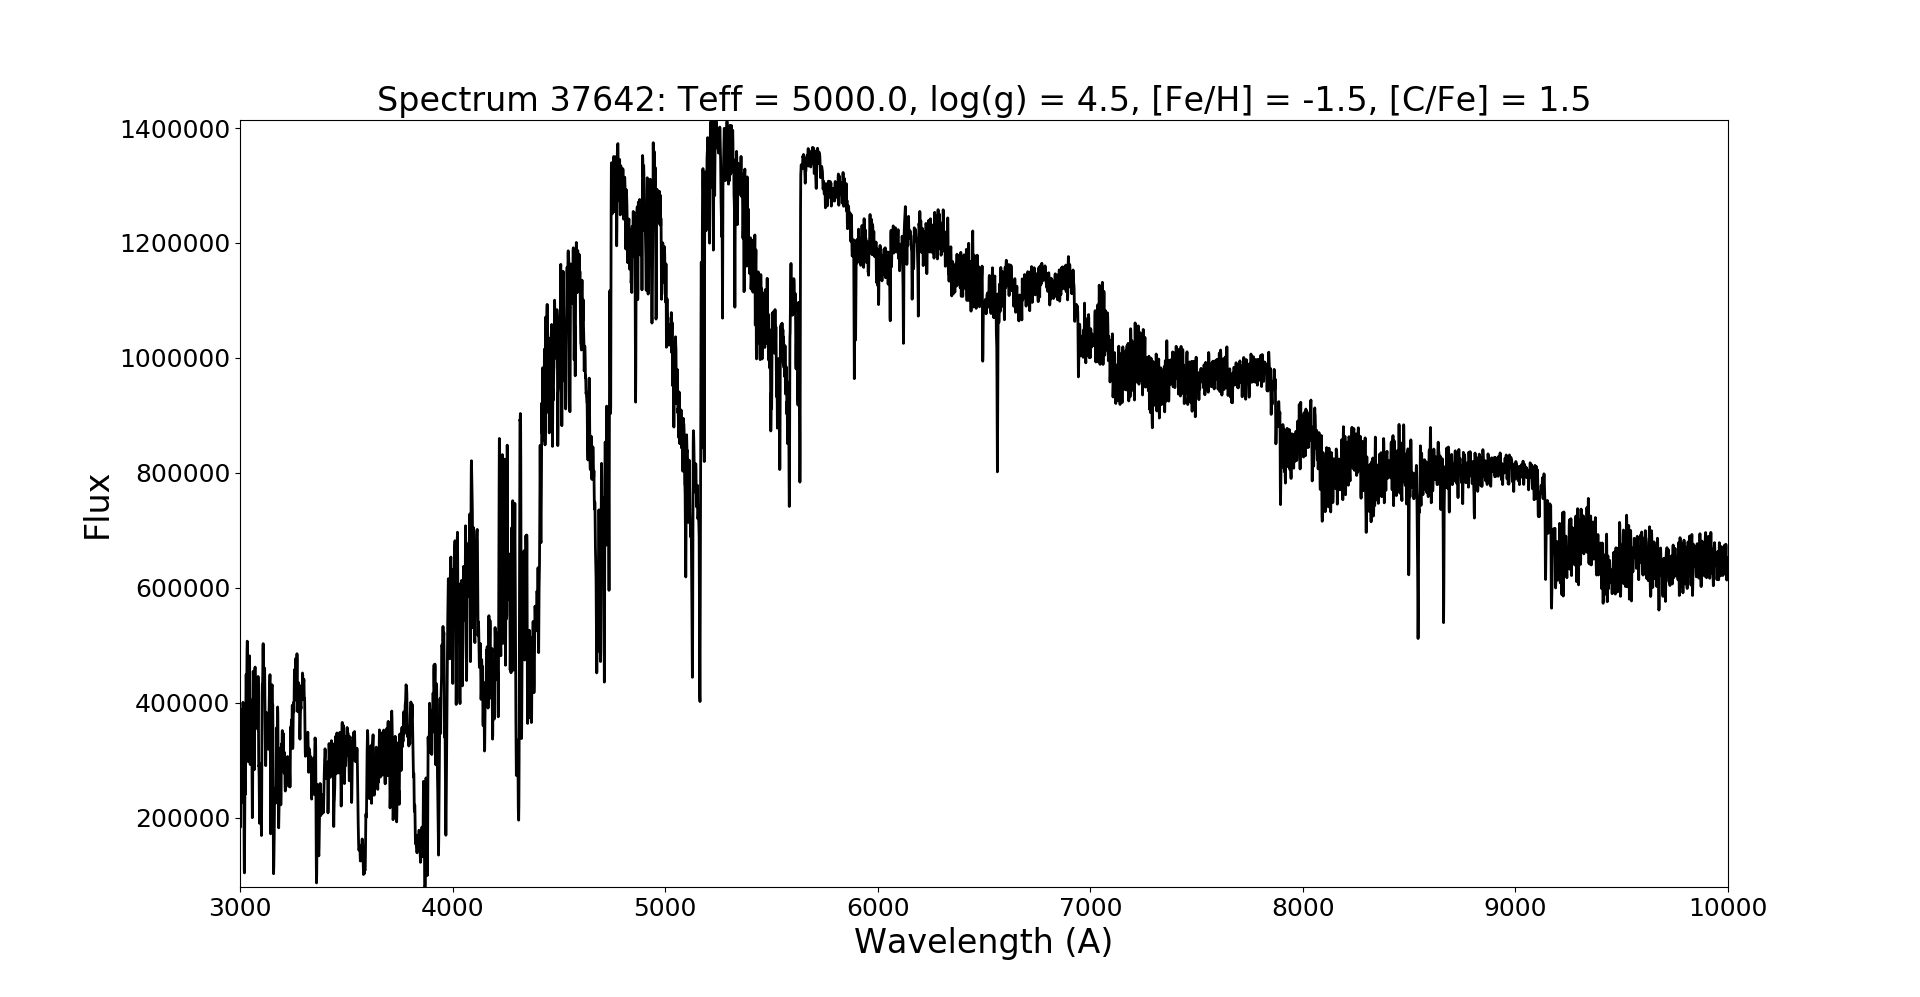 Spectrum 37642: Teff = 5000.0, log(g) = 4.5, [Fe/H] = -1.5, [C/Fe] = 1.5
1400000
1200000
1000000
800000
600000
400000
200000
Flux
3000 4000 5000 6000 7000 8000 9000 10000
Wavelength (A)